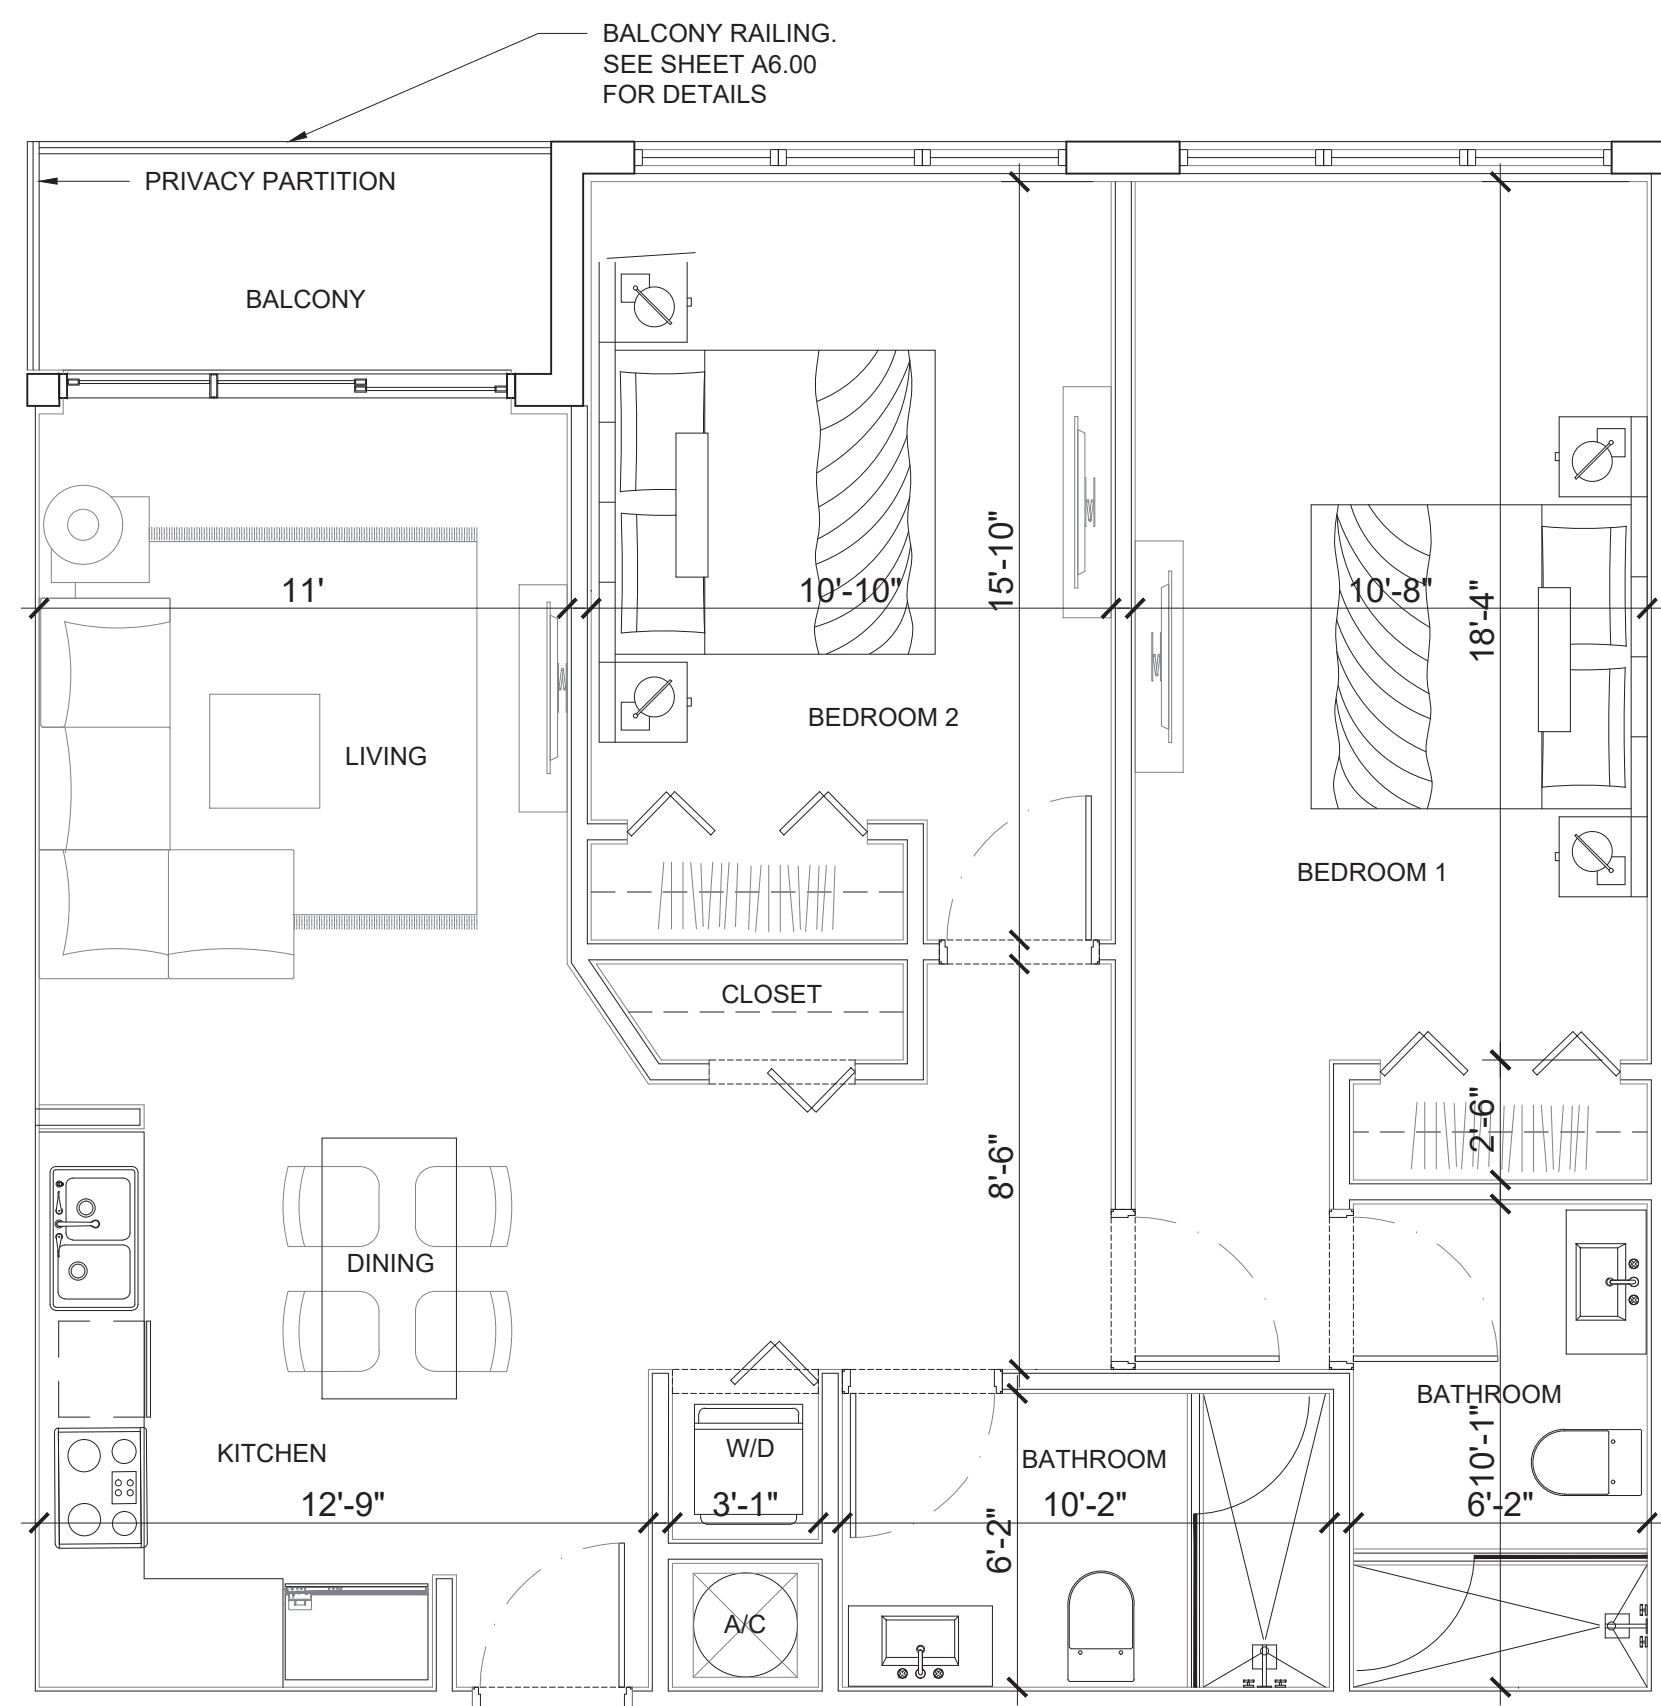 BALCONY RAILING.
SEE SHEET A6.00
FOR DETAILS
PRIVACY PARTITION
BALCONY
11'
10'-10"
15'-10"
10'-8"
18'-4"
BEDROOM 2
LIVING
BEDROOM 1
CLOSET
2'-6"
8'-6"
DINING
BATHROOM
KITCHEN
W/D
BATHROOM
10'-1"
12'-9"
3'-1"
10'-2"
6'-2"
6'-2"
A/C